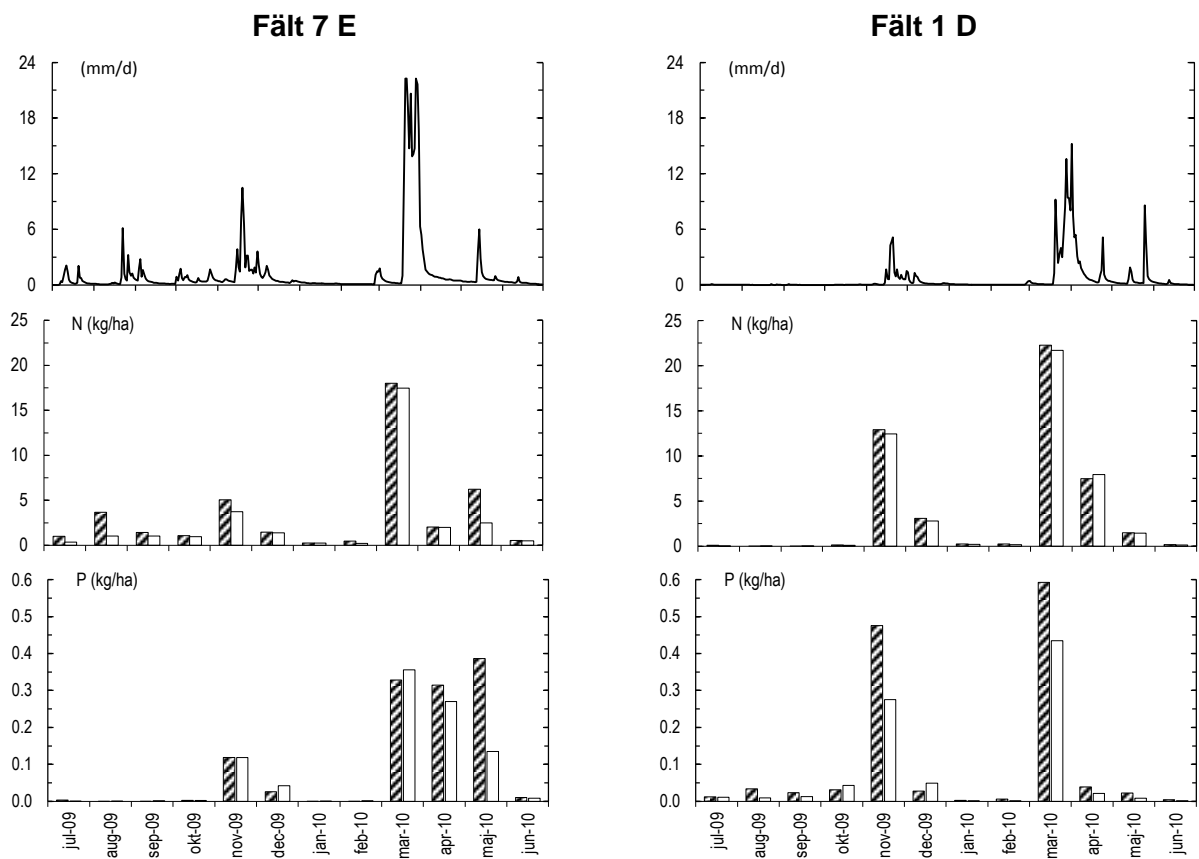 Fält 7 E
(mm/d)
24
18
12
6
0
N (kg/ha)
25
20
15
10
5
0
P (kg/ha)
0.6
0.5
0.4
0.3
0.2
0.1
0.0
jul-09
aug-09
sep-09
okt-09
nov-09
dec-09
jan-10
feb-10
mar-10
apr-10
maj-10
jun-10
Fält 1 D
(mm/d)
24
18
12
6
0
N (kg/ha)
25
20
15
10
5
0
P (kg/ha)
0.6
0.5
0.4
0.3
0.2
0.1
0.0
jul-09
aug-09
sep-09
okt-09
nov-09
dec-09
jan-10
feb-10
mar-10
apr-10
maj-10
jun-10